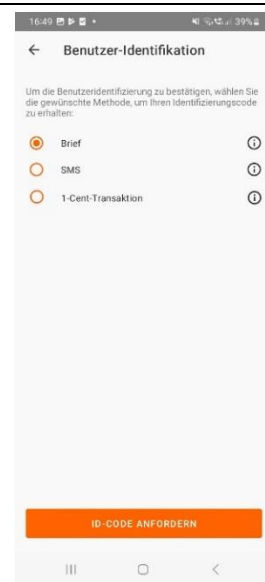 16:49 39%
Benutzer-Identifikation
Um die Benutzeridentifizierung zu bestätigen, wählen Sie
die gewünschte Methode, um Ihren Identifizierungscode
zu erhalten:
Brief
SMS
1-Cent-Transaktion
ID-CODE ANFORDERN